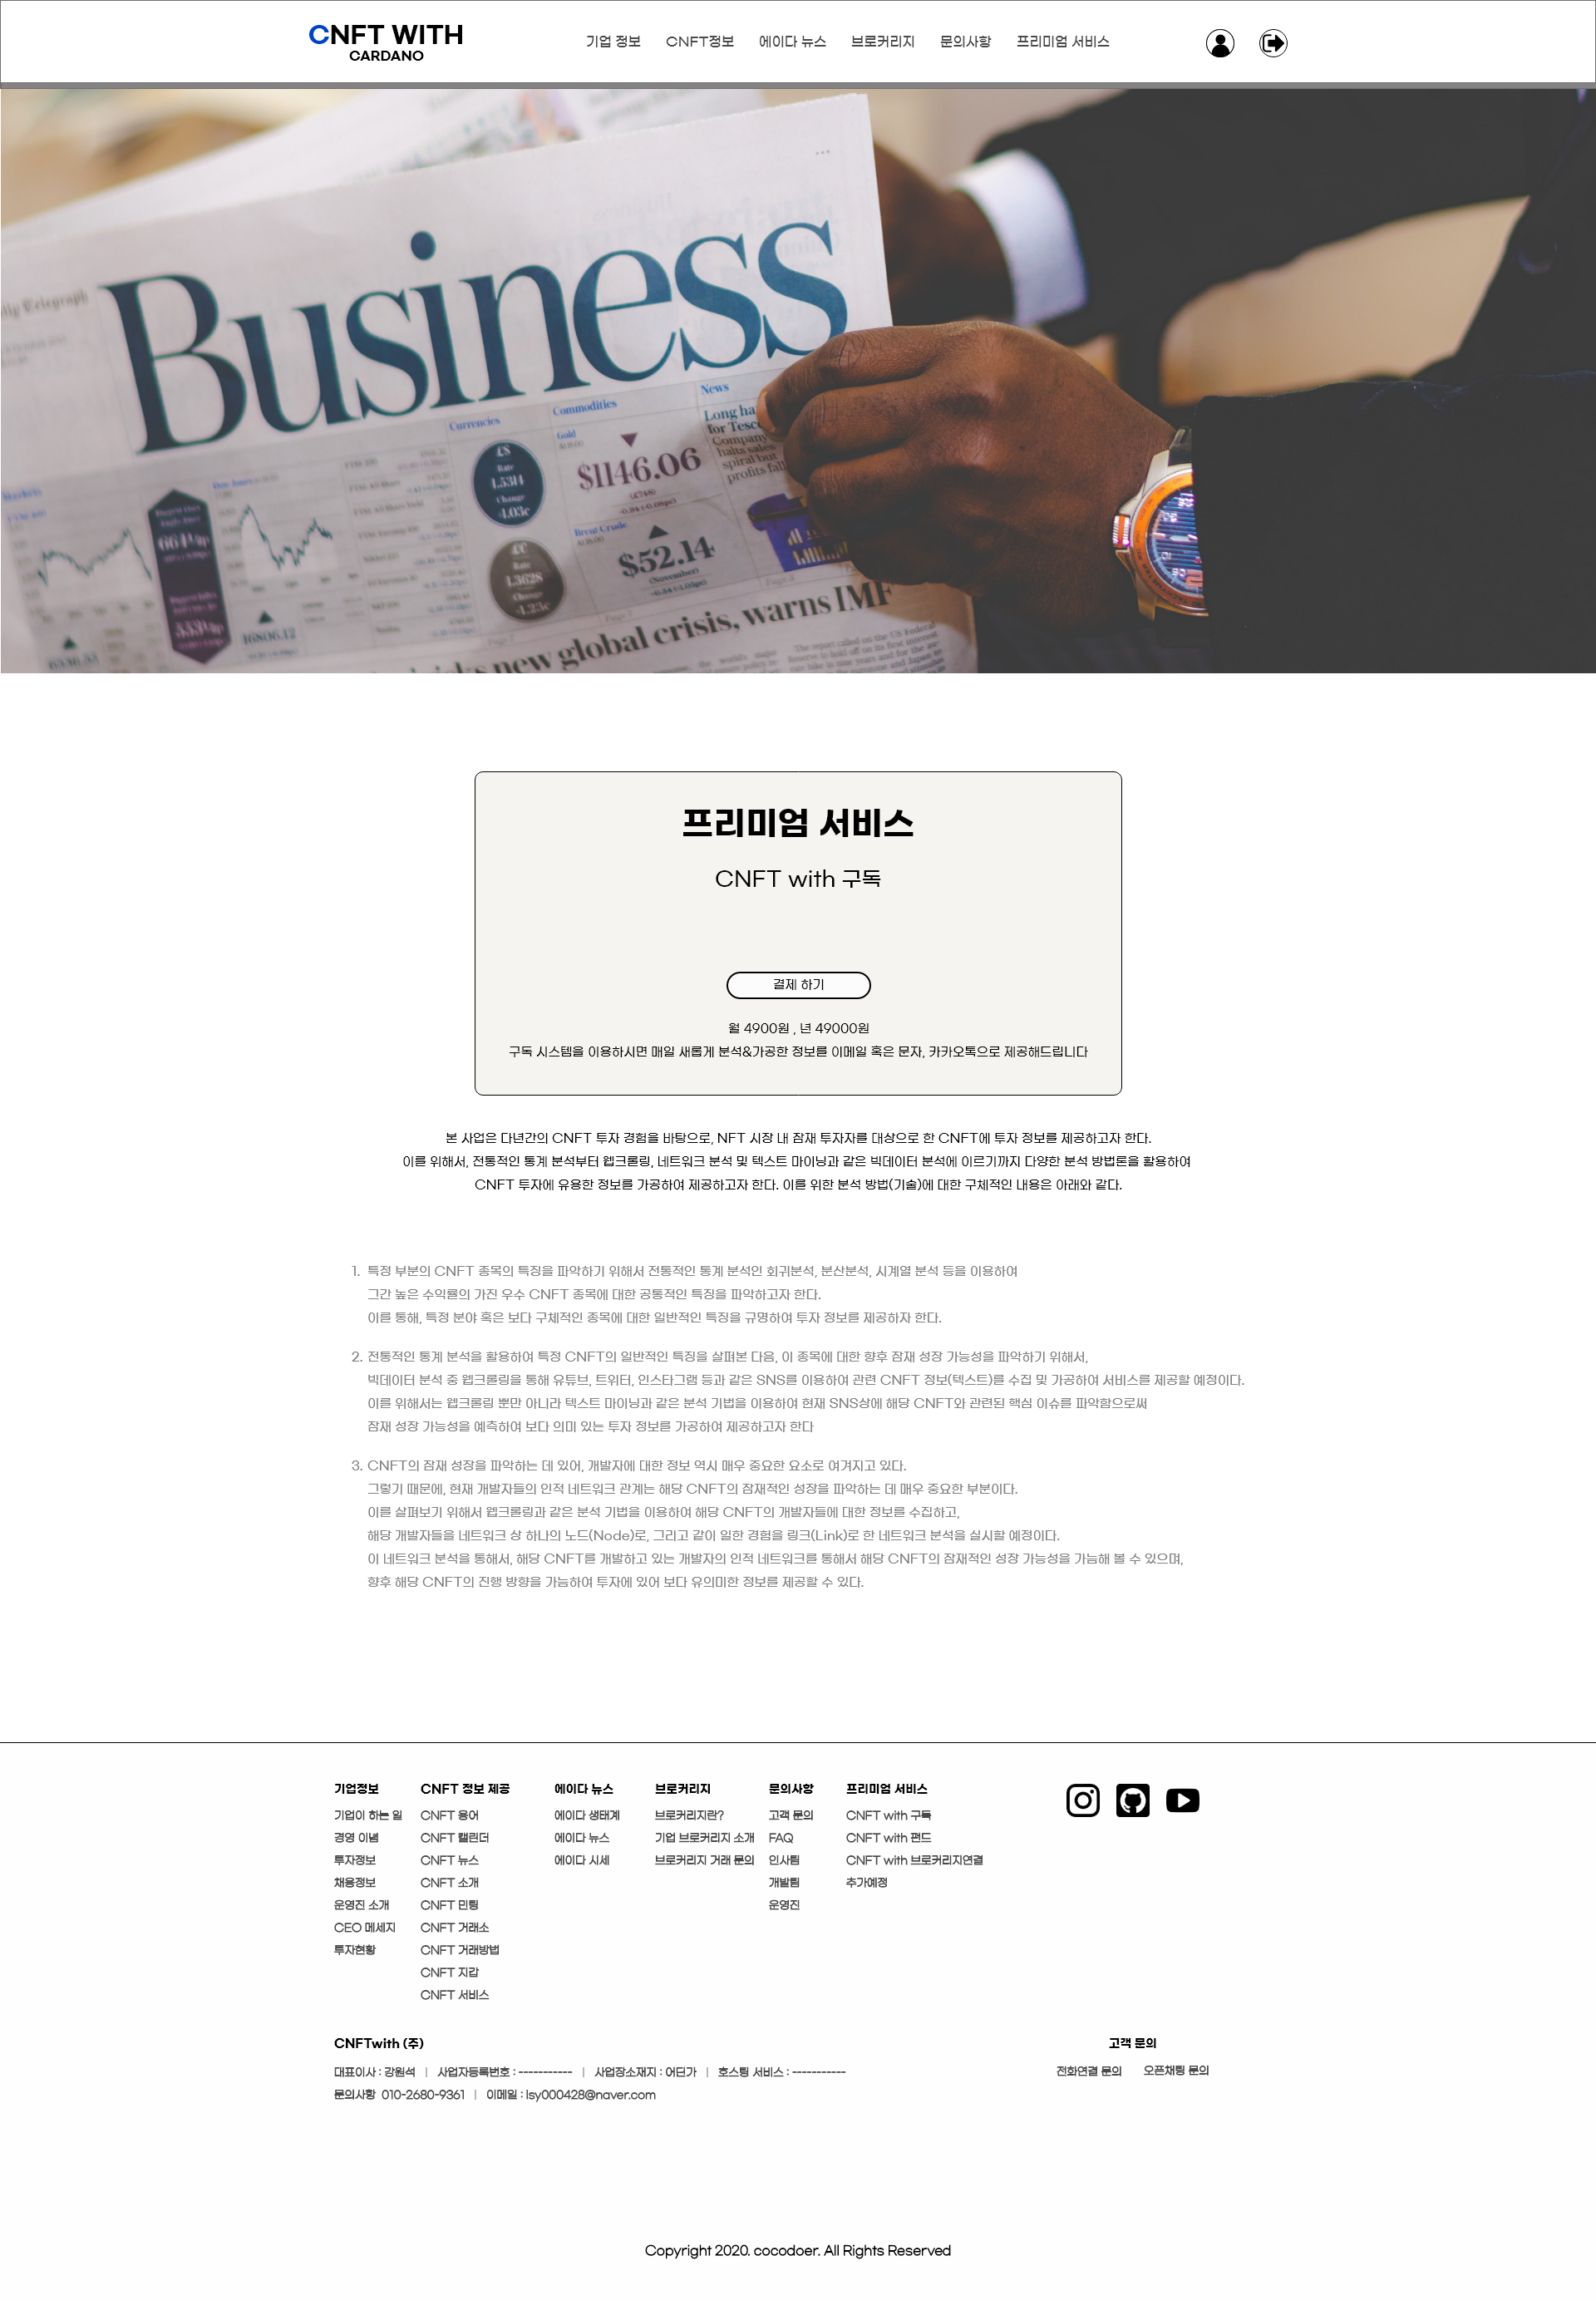 CNFT WITH
CARDANO
기업 정보 CNFT정보 에이다 뉴스 브로커리지 문의사항 프리미엄 서비스
Business
News
Commodities
Currencies
Gold
$1146.06
Brent Crude
$52.14
(November)
£/$
Rate
1.5314
Change
£/€
Rate
1.3628
Change
16806.12
new global crisis, warns IMF
프리미엄 서비스
CNFT with 구독
결제 하기
월 4900원 , 년 49000원
구독 시스템을 이용하시면 매일 새롭게 분석&가공한 정보를 이메일 혹은 문자, 카카오톡으로 제공해드립니다
본 사업은 다년간의 CNFT 투자 경험을 바탕으로, NFT 시장 내 잠재 투자자를 대상으로 한 CNFT에 투자 정보를 제공하고자 한다.
이를 위해서, 전통적인 통계 분석부터 웹크롤링, 네트워크 분석 및 텍스트 마이닝과 같은 빅데이터 분석에 이르기까지 다양한 분석 방법론을 활용하여
CNFT 투자에 유용한 정보를 가공하여 제공하고자 한다. 이를 위한 분석 방법(기술)에 대한 구체적인 내용은 아래와 같다.
1. 특정 부분의 CNFT 종목의 특징을 파악하기 위해서 전통적인 통계 분석인 회귀분석, 분산분석, 시계열 분석 등을 이용하여
그간 높은 수익률의 가진 우수 CNFT 종목에 대한 공통적인 특징을 파악하고자 한다.
이를 통해, 특정 분야 혹은 보다 구체적인 종목에 대한 일반적인 특징을 규명하여 투자 정보를 제공하자 한다.
2. 전통적인 통계 분석을 활용하여 특정 CNFT의 일반적인 특징을 살펴본 다음, 이 종목에 대한 향후 잠재 성장 가능성을 파악하기 위해서,
빅데이터 분석 중 웹크롤링을 통해 유튜브, 트위터, 인스타그램 등과 같은 SNS를 이용하여 관련 CNFT 정보(텍스트)를 수집 및 가공하여 서비스를 제공할 예정이다.
이를 위해서는 웹크롤링 뿐만 아니라 텍스트 마이닝과 같은 분석 기법을 이용하여 현재 SNS상에 해당 CNFT와 관련된 핵심 이슈를 파악함으로써
잠재 성장 가능성을 예측하여 보다 의미 있는 투자 정보를 가공하여 제공하고자 한다
3. CNFT의 잠재 성장을 파악하는 데 있어, 개발자에 대한 정보 역시 매우 중요한 요소로 여겨지고 있다.
그렇기 때문에, 현재 개발자들의 인적 네트워크 관계는 해당 CNFT의 잠재적인 성장을 파악하는 데 매우 중요한 부분이다.
이를 살펴보기 위해서 웹크롤링과 같은 분석 기법을 이용하여 해당 CNFT의 개발자들에 대한 정보를 수집하고,
해당 개발자들을 네트워크 상 하나의 노드(Node)로, 그리고 같이 일한 경험을 링크(Link)로 한 네트워크 분석을 실시할 예정이다.
이 네트워크 분석을 통해서, 해당 CNFT를 개발하고 있는 개발자의 인적 네트워크를 통해서 해당 CNFT의 잠재적인 성장 가능성을 가늠해 볼 수 있으며,
향후 해당 CNFT의 진행 방향을 가늠하여 투자에 있어 보다 유의미한 정보를 제공할 수 있다.
기업정보 CNFT 정보 제공 에이다 뉴스 브로커리지 문의사항 프리미엄 서비스
기업이 하는 일 CNFT 용어 에이다 생태계 브로커리지란? 고객 문의 CNFT with 구독
경영 이념 CNFT 캘린더 에이다 뉴스 기업 브로커리지 소개 FAQ CNFT with 펀드
투자정보 CNFT 뉴스 에이다 시세 브로커리지 거래 문의 인사팀 CNFT with 브로커리지연결
채용정보 CNFT 소개 개발팀 추가예정
운영진 소개 CNFT 민팅 운영진
CEO 메세지 CNFT 거래소
투자현황 CNFT 거래방법
CNFT 지갑
CNFT 서비스
CNFTwith (주) 고객 문의
대표이사 : 강원석 | 사업자등록번호 : ----------- | 사업장소재지 : 어딘가 | 호스팅 서비스 : ----------- 전화연결 문의 오픈채팅 문의
문의사항 010-2680-9361 | 이메일 : lsy000428@naver.com
Copyright 2020. cocodoer. All Rights Reserved